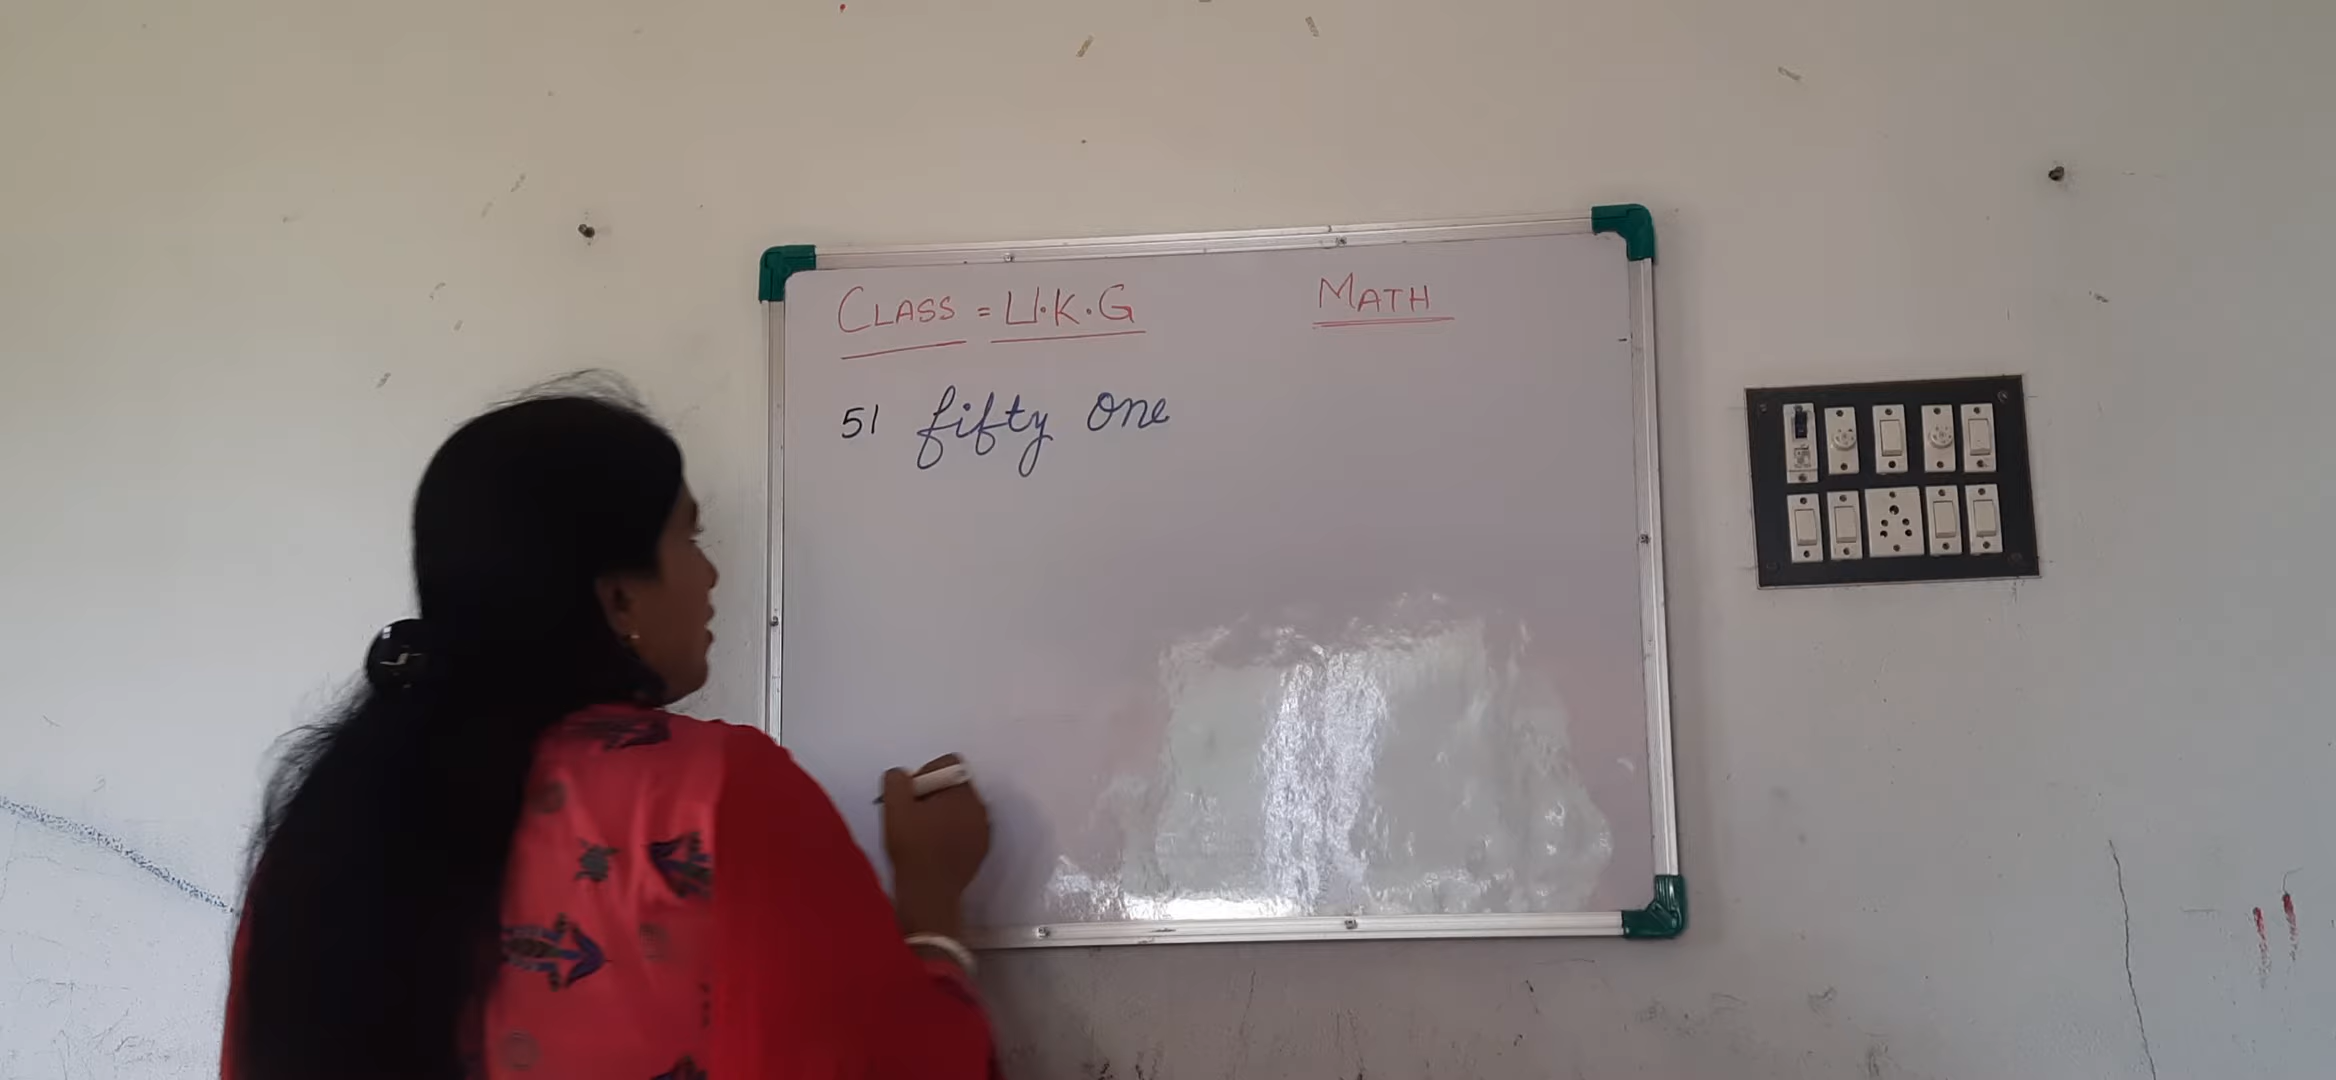 CLASS = U.K.G MATH
51 fifty one